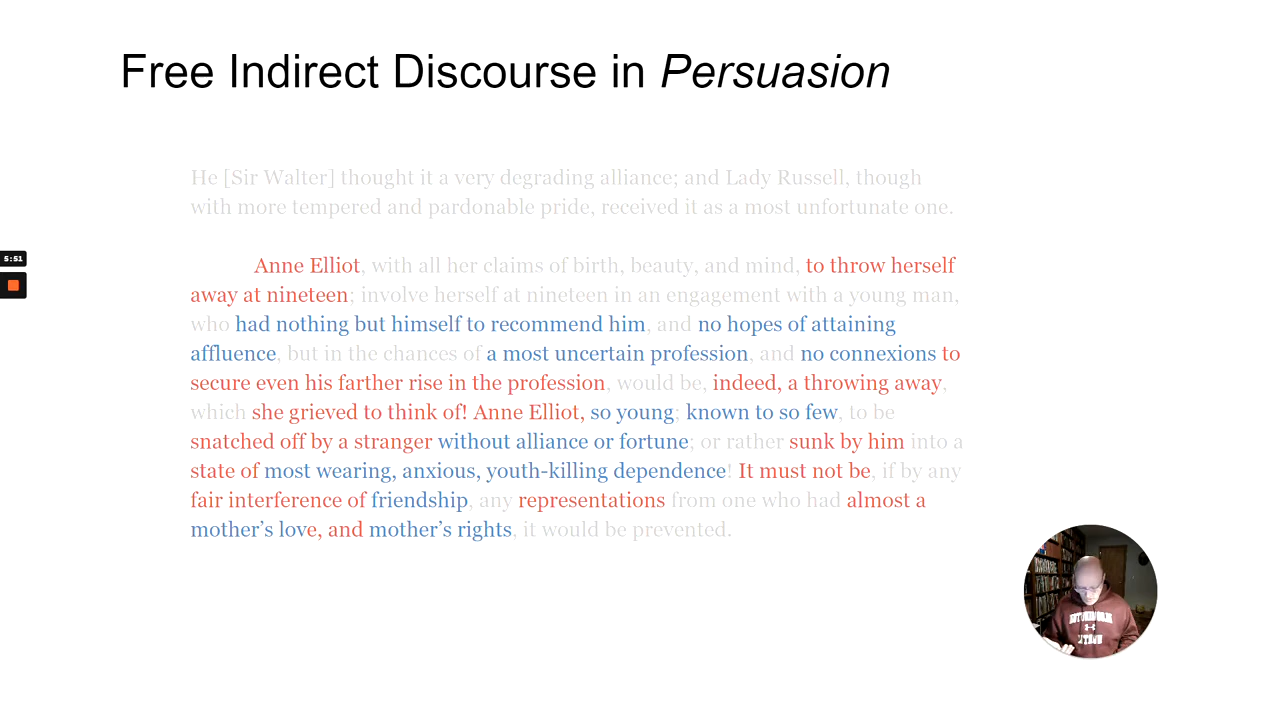 Free Indirect Discourse in Persuasion
He [Sir Walter] thought it a very degrading alliance; and Lady Russell, though
with more tempered and pardonable pride, received it as a most unfortunate one.
5:51
Anne Elliot, with all her claims of birth, beauty, and mind, to throw herself
away at nineteen; involve herself at nineteen in an engagement with a young man,
who had nothing but himself to recommend him, and no hopes of attaining
affluence, but in the chances of a most uncertain profession, and no connexions to
secure even his farther rise in the profession, would be, indeed, a throwing away,
which she grieved to think of! Anne Elliot, so young; known to so few, to be
snatched off by a stranger without alliance or fortune; or rather sunk by him into a
state of most wearing, anxious, youth-killing dependence! It must not be, if by any
fair interference of friendship, any representations from one who had almost a
mother's love, and mother's rights, it would be prevented.